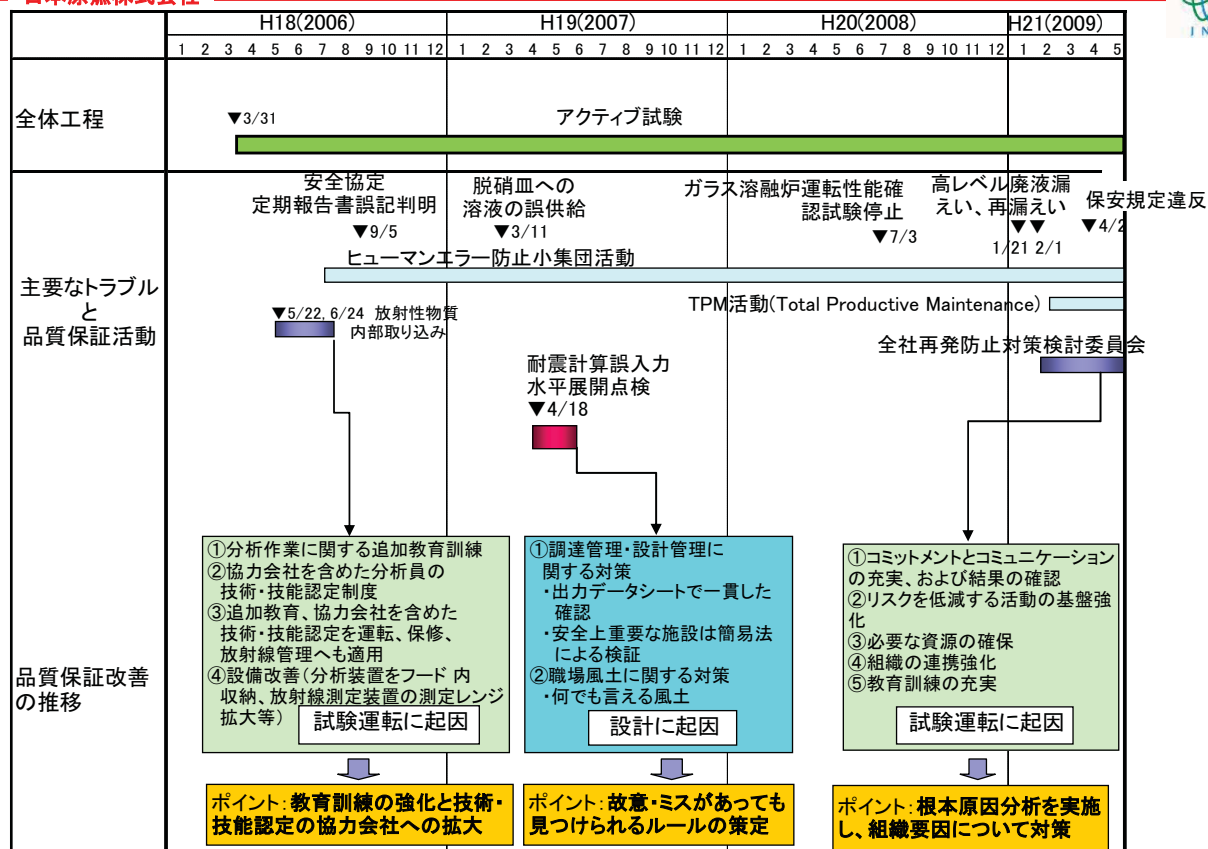 日本原燃株式会社
H18(2006) H19(2007) H20(2008) H21(2009)
1 2 3 4 5 6 7 8 9 10 11 12 1 2 3 4 5 6 7 8 9 10 11 12 1 2 3 4 5 6 7 8 9 10 11 12 1 2 3 4 5
全体工程
▼3/31
アクティブ試験
主要なトラブル
と
品質保証活動
安全協定
定期報告書誤記判明
▼9/5
脱硝皿への
溶液の誤供給
▼3/11
ガラス溶融炉運転性能確
認試験停止
▼7/3
高レベル廃液漏
えい、再漏えい
▼▼
1/21 2/1
保安規定違反
▼4/2
ヒューマンエラー防止小集団活動
TPM活動(Total Productive Maintenance)
▼5/22, 6/24 放射性物質
内部取り込み
全社再発防止対策検討委員会
耐震計算誤入力
水平展開点検
▼4/18
品質保証改善
の推移
①分析作業に関する追加教育訓練
②協力会社を含めた分析員の
技術・技能認定制度
③追加教育、協力会社を含めた
技術・技能認定を運転、保修、
放射線管理へも適用
④設備改善(分析装置をフード 内
収納、放射線測定装置の測定レンジ
拡大等)
試験運転に起因
①調達管理・設計管理に
関する対策
・出力データシートで一貫した
確認
・安全上重要な施設は簡易法
による検証
②職場風土に関する対策
・何でも言える風土
設計に起因
①コミットメントとコミュニケーション
の充実、および結果の確認
②リスクを低減する活動の基盤強
化
③必要な資源の確保
④組織の連携強化
⑤教育訓練の充実
試験運転に起因
ポイント:教育訓練の強化と技術・
技能認定の協力会社への拡大
ポイント:故意・ミスがあっても
見つけられるルールの策定
ポイント:根本原因分析を実施
し、組織要因について対策